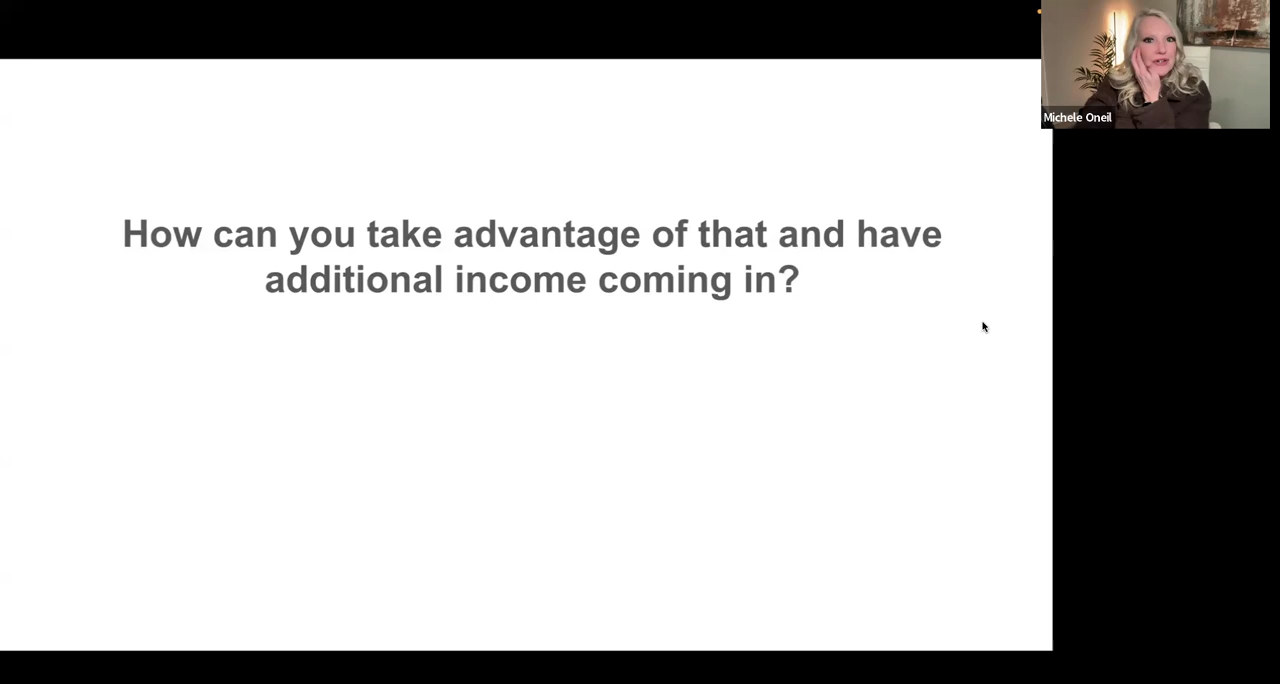 Michele Oneil
How can you take advantage of that and have
additional income coming in?